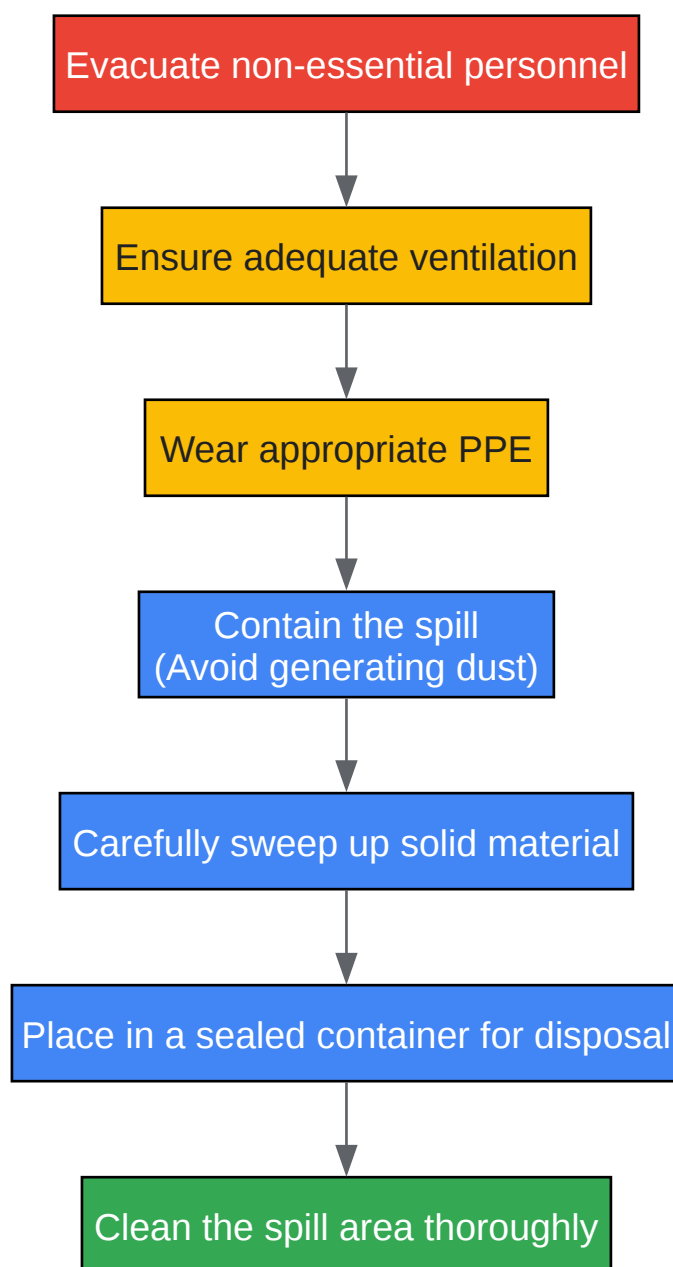 Evacuate non-essential personnel
Ensure adequate ventilation
Wear appropriate PPE
Contain the spill
(Avoid generating dust)
Carefully sweep up solid material
Place in a sealed container for disposal
Clean the spill area thoroughly